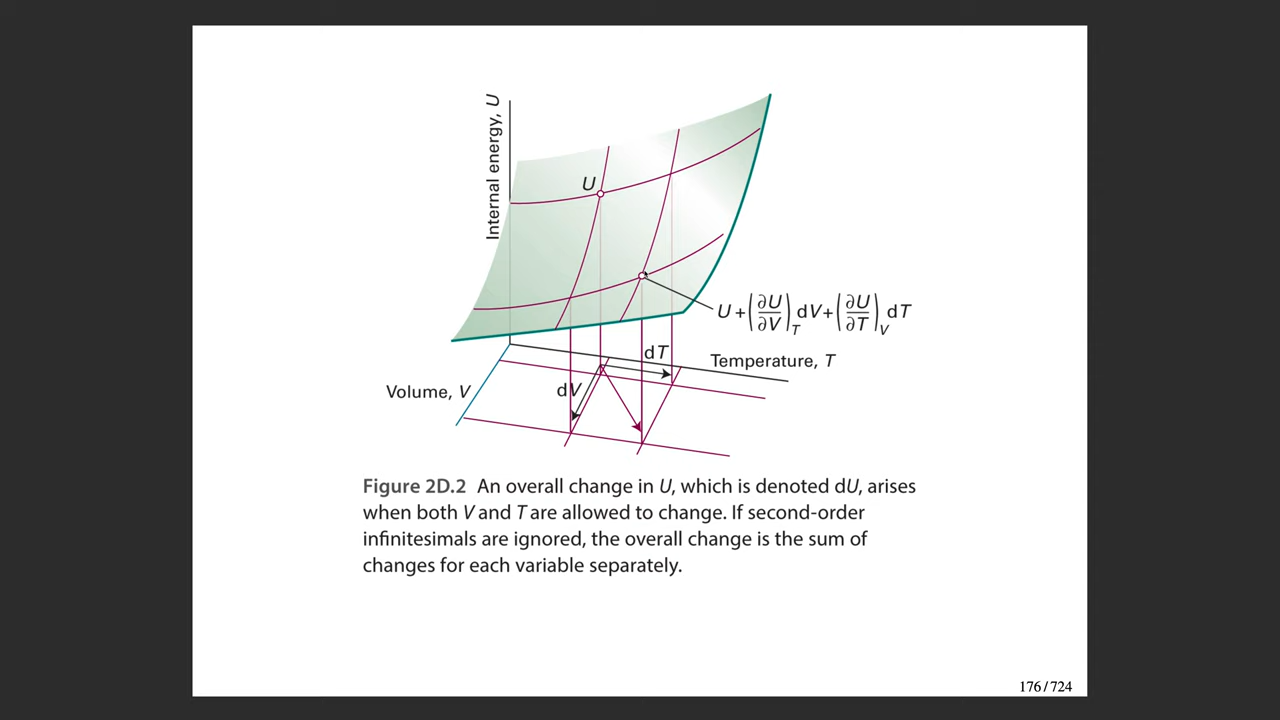 Internal energy, U
U
U + (∂U/∂V)_T dV + (∂U/∂T)_V dT
dT
Temperature, T
dV
Volume, V
Figure 2D.2 An overall change in U, which is denoted dU, arises
when both V and T are allowed to change. If second-order
infinitesimals are ignored, the overall change is the sum of
changes for each variable separately.
176/724